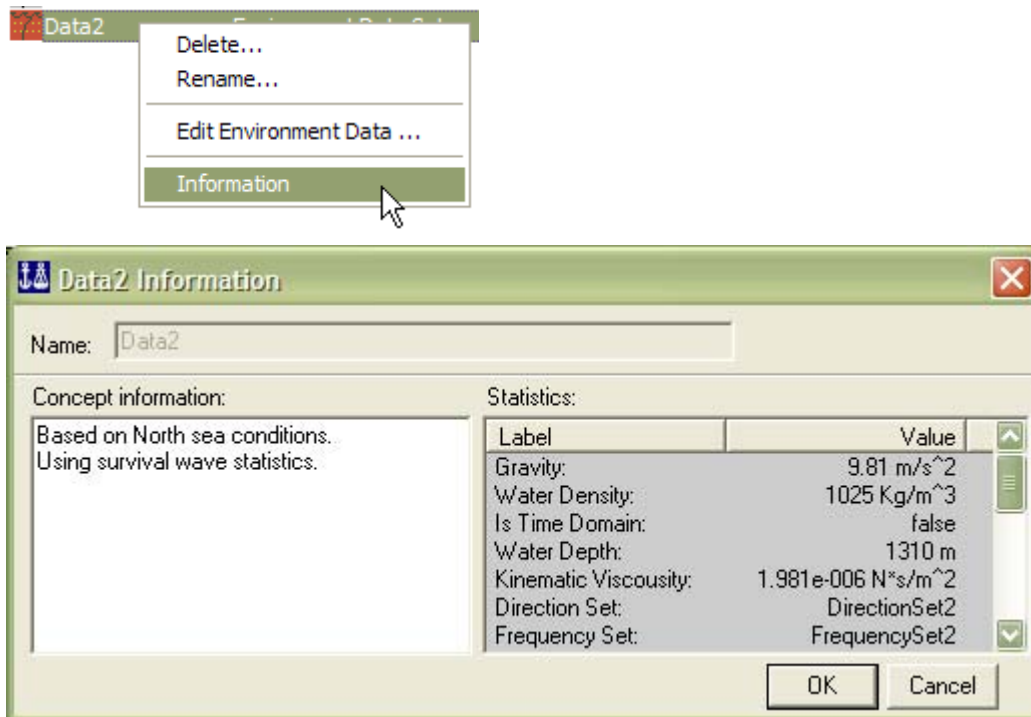 Data2
Delete...
Rename...
Edit Environment Data ...
Information
Data2 Information
Name: Data2
Concept information:
Based on North sea conditions.
Using survival wave statistics.
Statistics:
Label Value
Gravity: 9.81 m/s^2
Water Density: 1025 Kg/m^3
Is Time Domain: false
Water Depth: 1310 m
Kinematic Viscousity: 1.981e-006 N*s/m^2
Direction Set: DirectionSet2
Frequency Set: FrequencySet2
OK Cancel